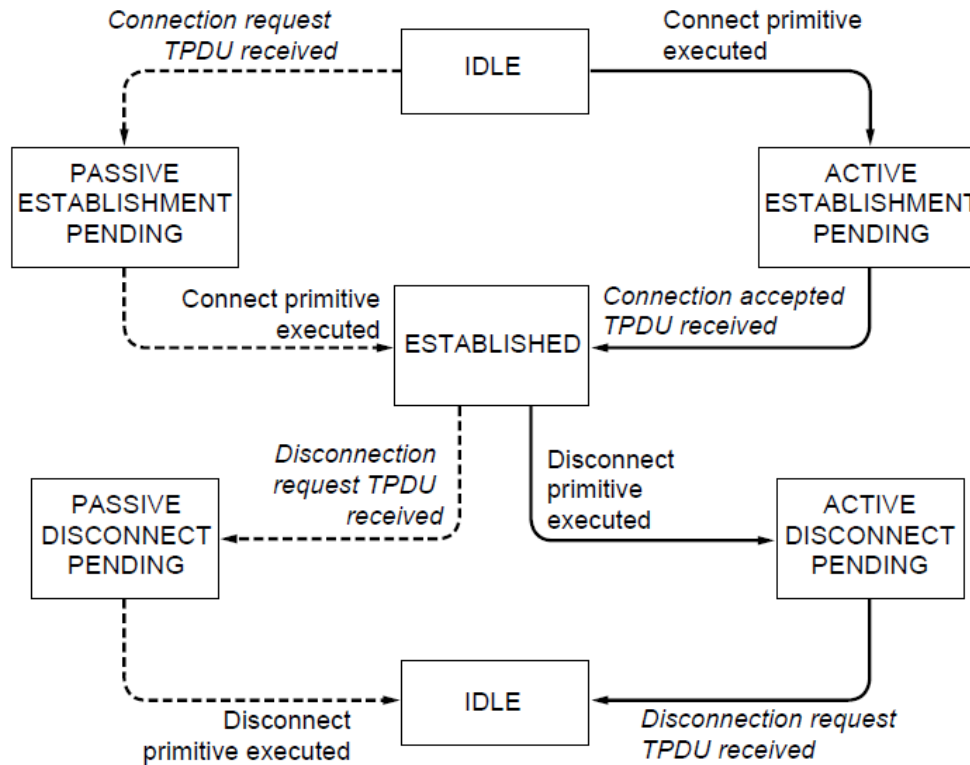 Connection request
TPDU received
IDLE
Connect primitive
executed
PASSIVE
ESTABLISHMENT
PENDING
ACTIVE
ESTABLISHMENT
PENDING
Connect primitive
executed
ESTABLISHED
Connection accepted
TPDU received
Disconnection
request TPDU
received
Disconnect
primitive
executed
PASSIVE
DISCONNECT
PENDING
ACTIVE
DISCONNECT
PENDING
IDLE
Disconnect
primitive executed
Disconnection request
TPDU received